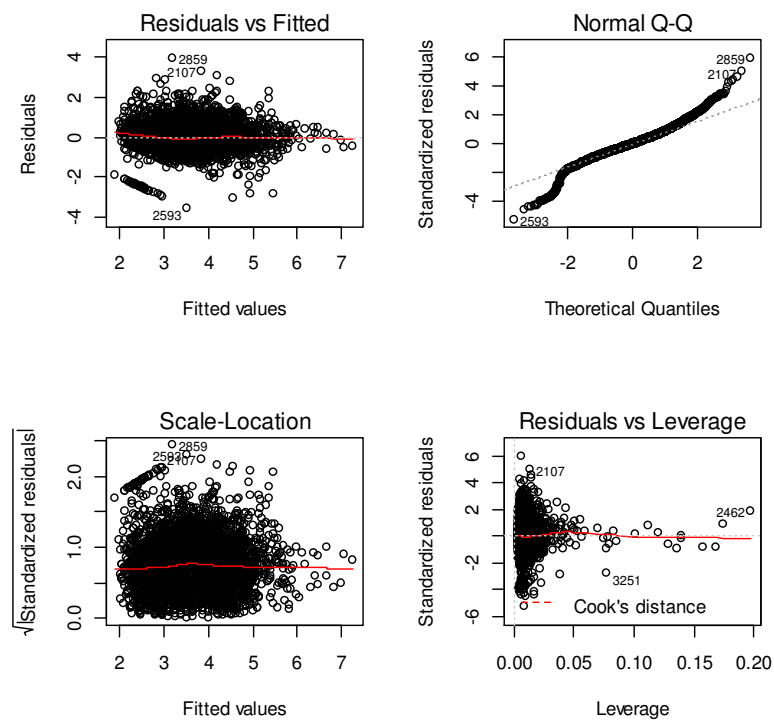 Residuals vs Fitted
Residuals
4
2
0
-2
-4
2859
2107
2593
2 3 4 5 6 7
Fitted values
Normal Q-Q
Standardized residuals
6
4
2
0
-4
2859
2107
2593
-2 0 2
Theoretical Quantiles
Scale-Location
√|Standardized residuals|
2.0
1.0
0.0
2859
2593
2107
2 3 4 5 6 7
Fitted values
Residuals vs Leverage
Standardized residuals
6
4
2
0
-2
-6
2107
2462
3251
Cook's distance
0.00 0.05 0.10 0.15 0.20
Leverage